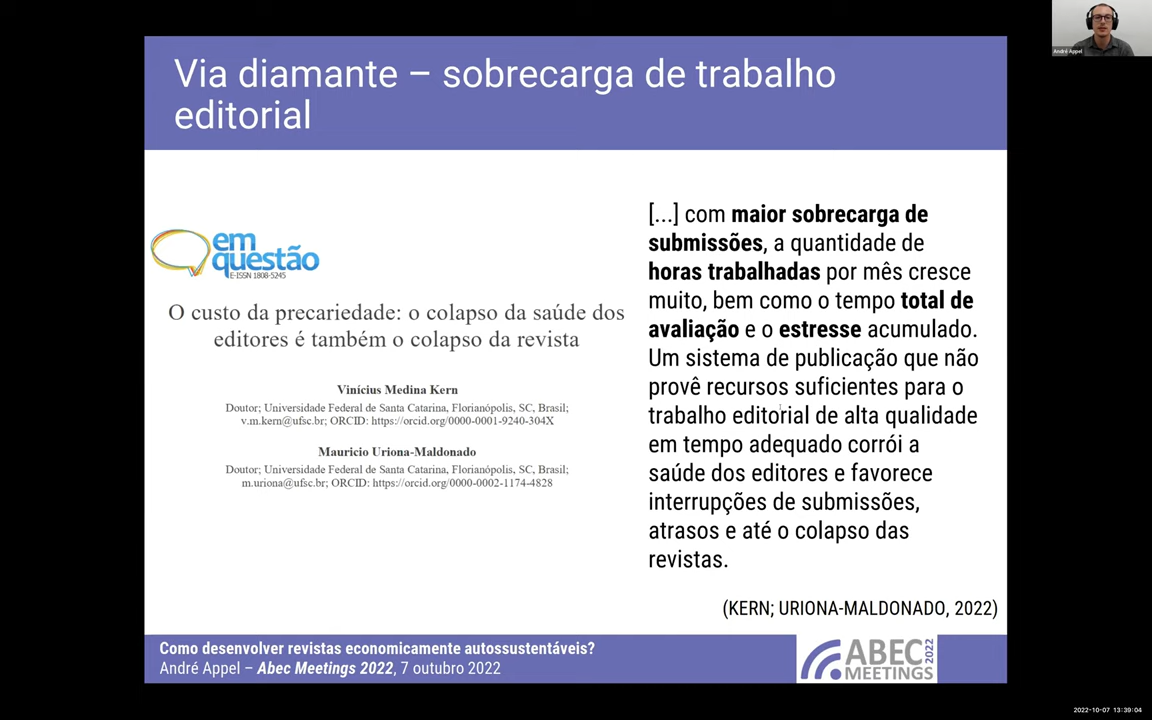 André Appel
Via diamante – sobrecarga de trabalho
editorial
em
questão
E-ISSN 1808-5245
O custo da precariedade: o colapso da saúde dos
editores é também o colapso da revista
Vinícius Medina Kern
Doutor; Universidade Federal de Santa Catarina, Florianópolis, SC, Brasil;
v.m.kern@ufsc.br; ORCID: https://orcid.org/0000-0001-9240-304X
Mauricio Uriona-Maldonado
Doutor; Universidade Federal de Santa Catarina, Florianópolis, SC, Brasil;
m.uriona@ufsc.br; ORCID: https://orcid.org/0000-0002-1174-4828
[...] com maior sobrecarga de
submissões, a quantidade de
horas trabalhadas por mês cresce
muito, bem como o tempo total de
avaliação e o estresse acumulado.
Um sistema de publicação que não
provê recursos suficientes para o
trabalho editorial de alta qualidade
em tempo adequado corrói a
saúde dos editores e favorece
interrupções de submissões,
atrasos e até o colapso das
revistas.
(KERN; URIONA-MALDONADO, 2022)
Como desenvolver revistas economicamente autossustentáveis?
André Appel – Abec Meetings 2022, 7 outubro 2022
ABEC
MEETINGS
2022
2022-10-07 13:39:04